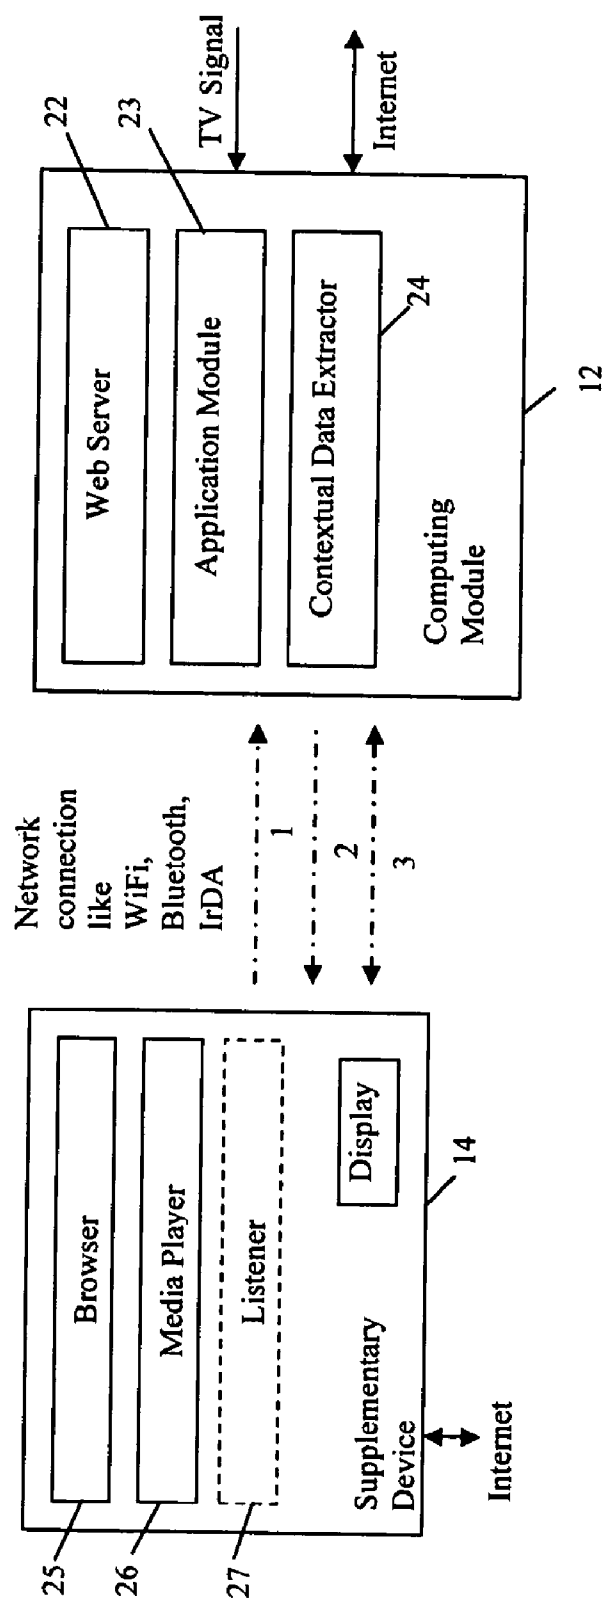 25
Browser
26
Media Player
27
Listener
Display
Supplementary
Device
14
Internet
Network
connection
like
WiFi,
Bluetooth,
IrDA
1
2
3
22
Web Server
23
Application Module
Contextual Data Extractor
24
Computing
Module
12
TV Signal
Internet